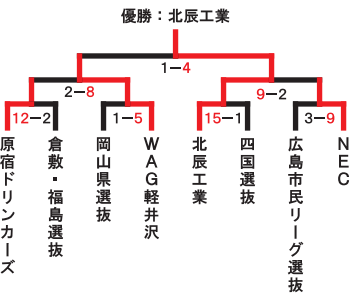 優勝：北辰工業
1－4
2－8
9－2
12－2
1－5
15－1
3－9
原宿ドリンカーズ
倉敷・福島選抜
岡山県選抜
WAG軽井沢
北辰工業
四国選抜
広島市民リーグ選抜
NEC